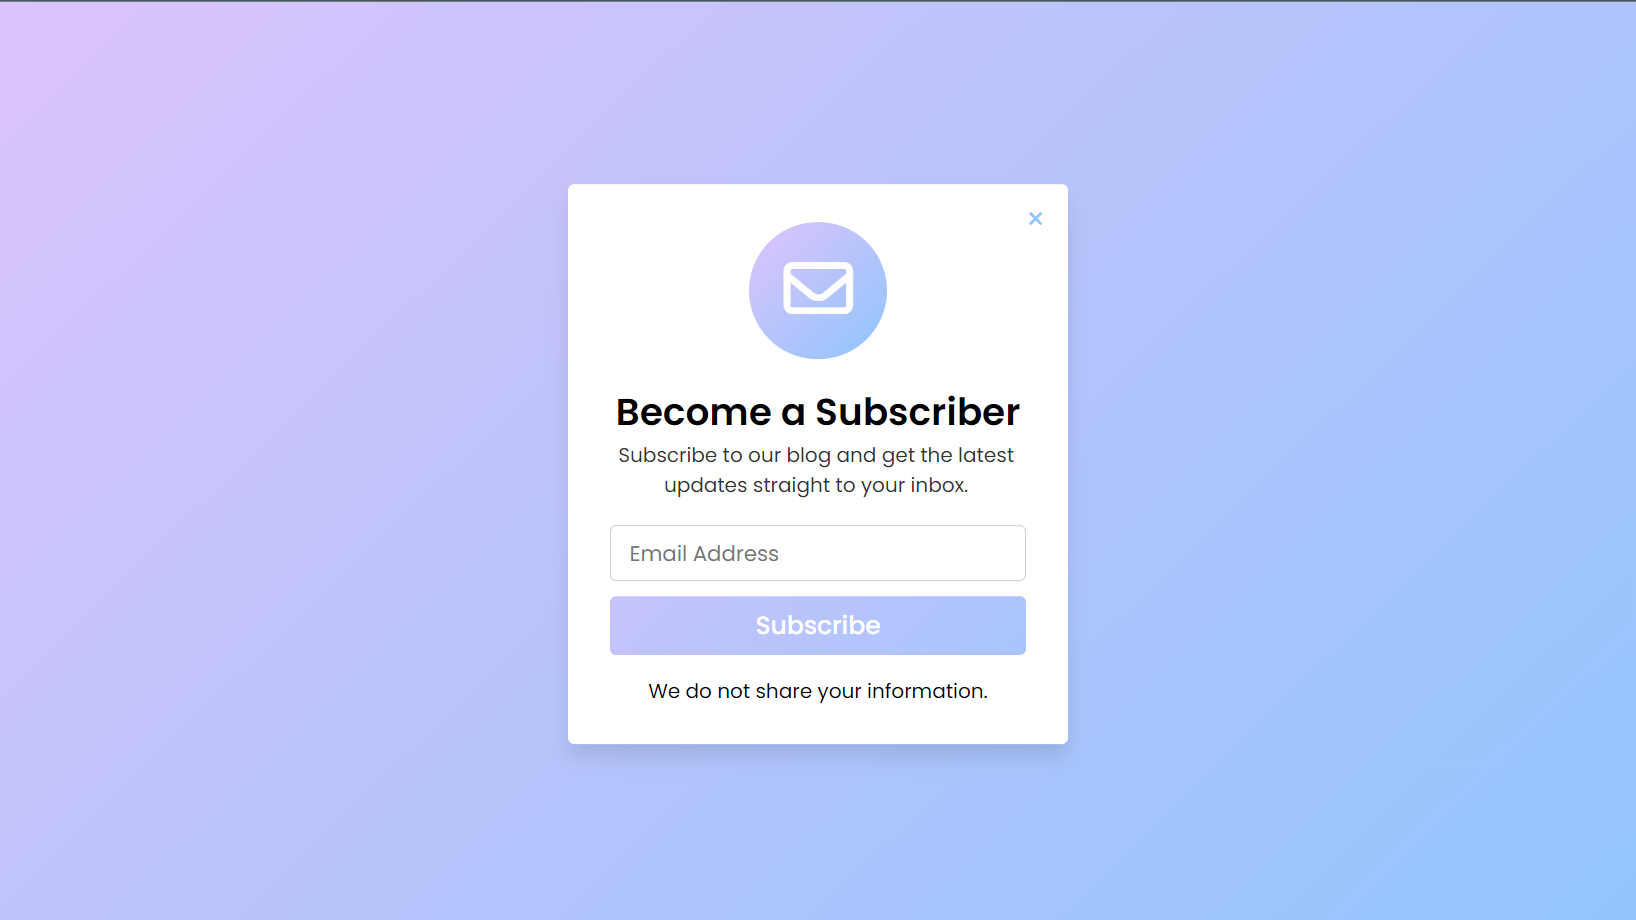 Become a Subscriber
Subscribe to our blog and get the latest
updates straight to your inbox.
Email Address
Subscribe
We do not share your information.